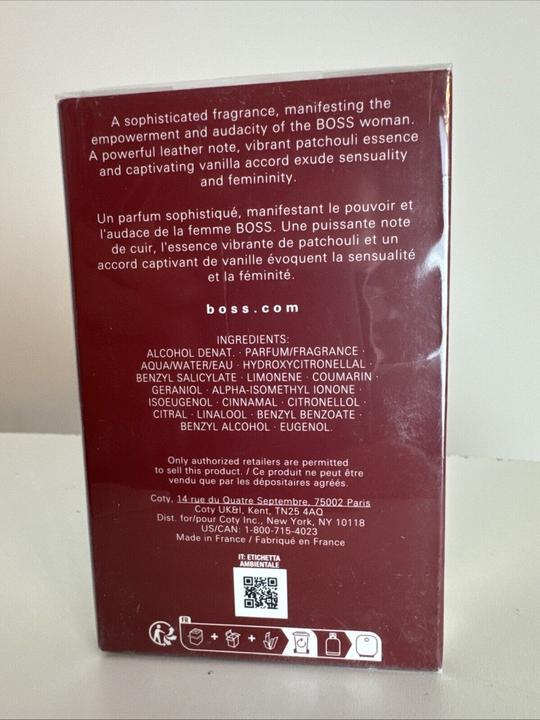 A sophisticated fragrance, manifesting the
empowerment and audacity of the BOSS woman.
A powerful leather note, vibrant patchouli essence
and captivating vanilla accord exude sensuality
and femininity.
Un parfum sophistiqué, manifestant le pouvoir et
l'audace de la femme BOSS. Une puissante note
de cuir, l'essence vibrante de patchouli et un
accord captivant de vanille évoquent la sensualité
et la féminité.
boss.com
INGREDIENTS:
ALCOHOL DENAT. · PARFUM/FRAGRANCE ·
AQUA/WATER/EAU · HYDROXYCITRONELLAL ·
BENZYL SALICYLATE · LIMONENE · COUMARIN ·
GERANIOL · ALPHA-ISOMETHYL IONONE ·
ISOEUGENOL · CINNAMAL · CITRONELLOL ·
CITRAL · LINALOOL · BENZYL BENZOATE ·
BENZYL ALCOHOL · EUGENOL.
Only authorized retailers are permitted
to sell this product. / Ce produit ne peut être
vendu que par les dépositaires agréés.
Coty, 14 rue du Quatre Septembre, 75002 Paris
Coty UK&I, Kent, TN25 4AQ
Dist. for/pour Coty Inc., New York, NY 10118
US/CAN: 1-800-715-4023
Made in France / Fabriqué en France
IT: ETICHETTA
AMBIENTALE
FR